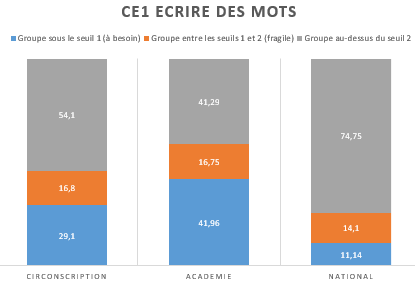 CE1 ECRIRE DES MOTS
Groupe sous le seuil 1 (à besoin) Groupe entre les seuils 1 et 2 (fragile) Groupe au-dessus du seuil 2
54,1 41,29 74,75
16,8 16,75 14,1
29,1 41,96 11,14
CIRCONSCRIPTION ACADEMIE NATIONAL